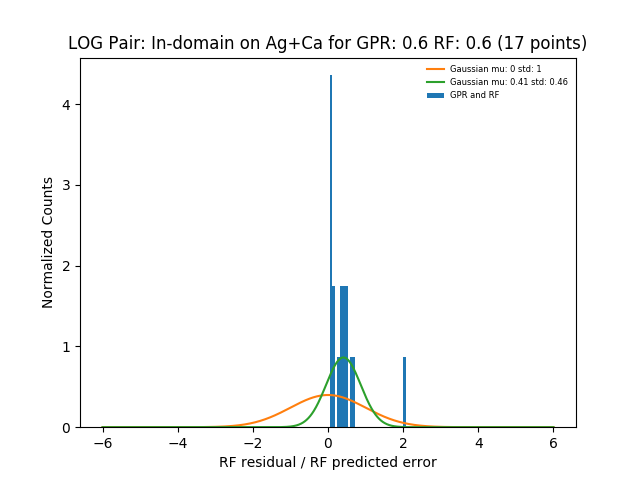 LOG Pair: In-domain on Ag+Ca for GPR: 0.6 RF: 0.6 (17 points)
Gaussian mu: 0 std: 1
Gaussian mu: 0.41 std: 0.46
GPR and RF
Normalized Counts
4
3
2
1
0
−6 −4 −2 0 2 4 6
RF residual / RF predicted error